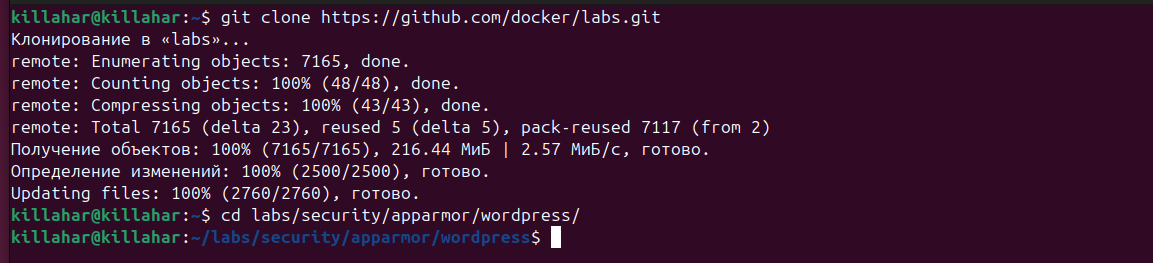 killahar@killahar:~$ git clone https://github.com/docker/labs.git
Клонирование в «labs»...
remote: Enumerating objects: 7165, done.
remote: Counting objects: 100% (48/48), done.
remote: Compressing objects: 100% (43/43), done.
remote: Total 7165 (delta 23), reused 5 (delta 5), pack-reused 7117 (from 2)
Получение объектов: 100% (7165/7165), 216.44 МиБ | 2.57 МиБ/с, готово.
Определение изменений: 100% (2500/2500), готово.
Updating files: 100% (2760/2760), готово.
killahar@killahar:~$ cd labs/security/apparmor/wordpress/
killahar@killahar:~/labs/security/apparmor/wordpress$